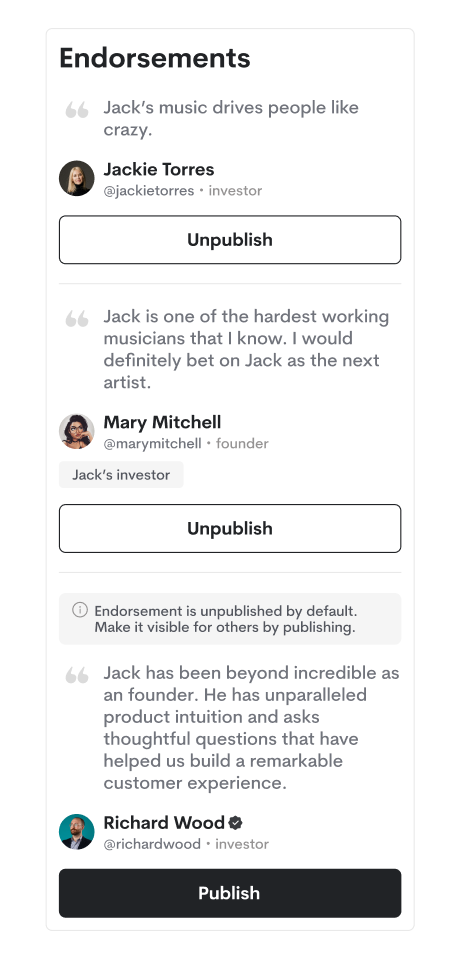 Endorsements
Jack’s music drives people like
crazy.
Jackie Torres
@jackietorres • investor
Unpublish
Jack is one of the hardest working
musicians that I know. I would
definitely bet on Jack as the next
artist.
Mary Mitchell
@marymitchell • founder
Jack’s investor
Unpublish
Endorsement is unpublished by default.
Make it visible for others by publishing.
Jack has been beyond incredible as
an founder. He has unparalleled
product intuition and asks
thoughtful questions that have
helped us build a remarkable
customer experience.
Richard Wood
@richardwood • investor
Publish